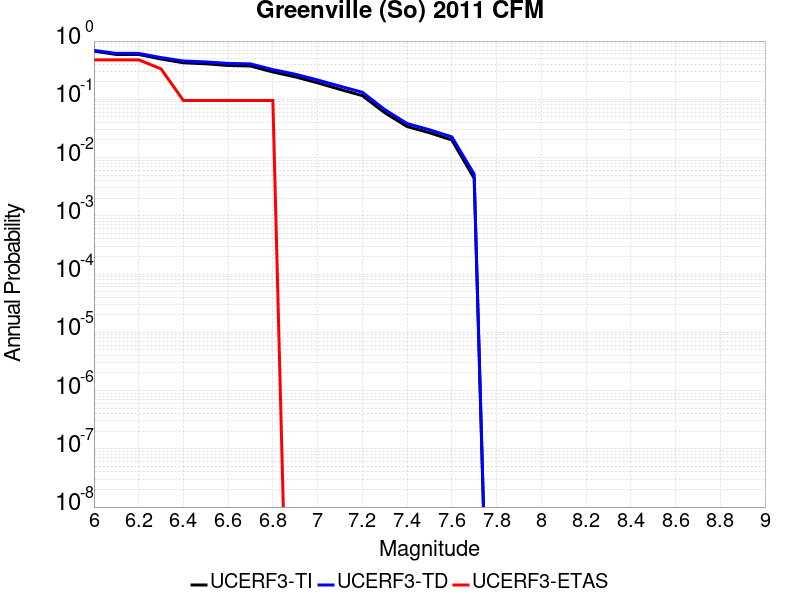 Greenville (So) 2011 CFM
Annual Probability
10^0
10^-1
10^-2
10^-3
10^-4
10^-5
10^-6
10^-7
10^-8
6 6.2 6.4 6.6 6.8 7 7.2 7.4 7.6 7.8 8 8.2 8.4 8.6 8.8 9
Magnitude
UCERF3-TI UCERF3-TD UCERF3-ETAS